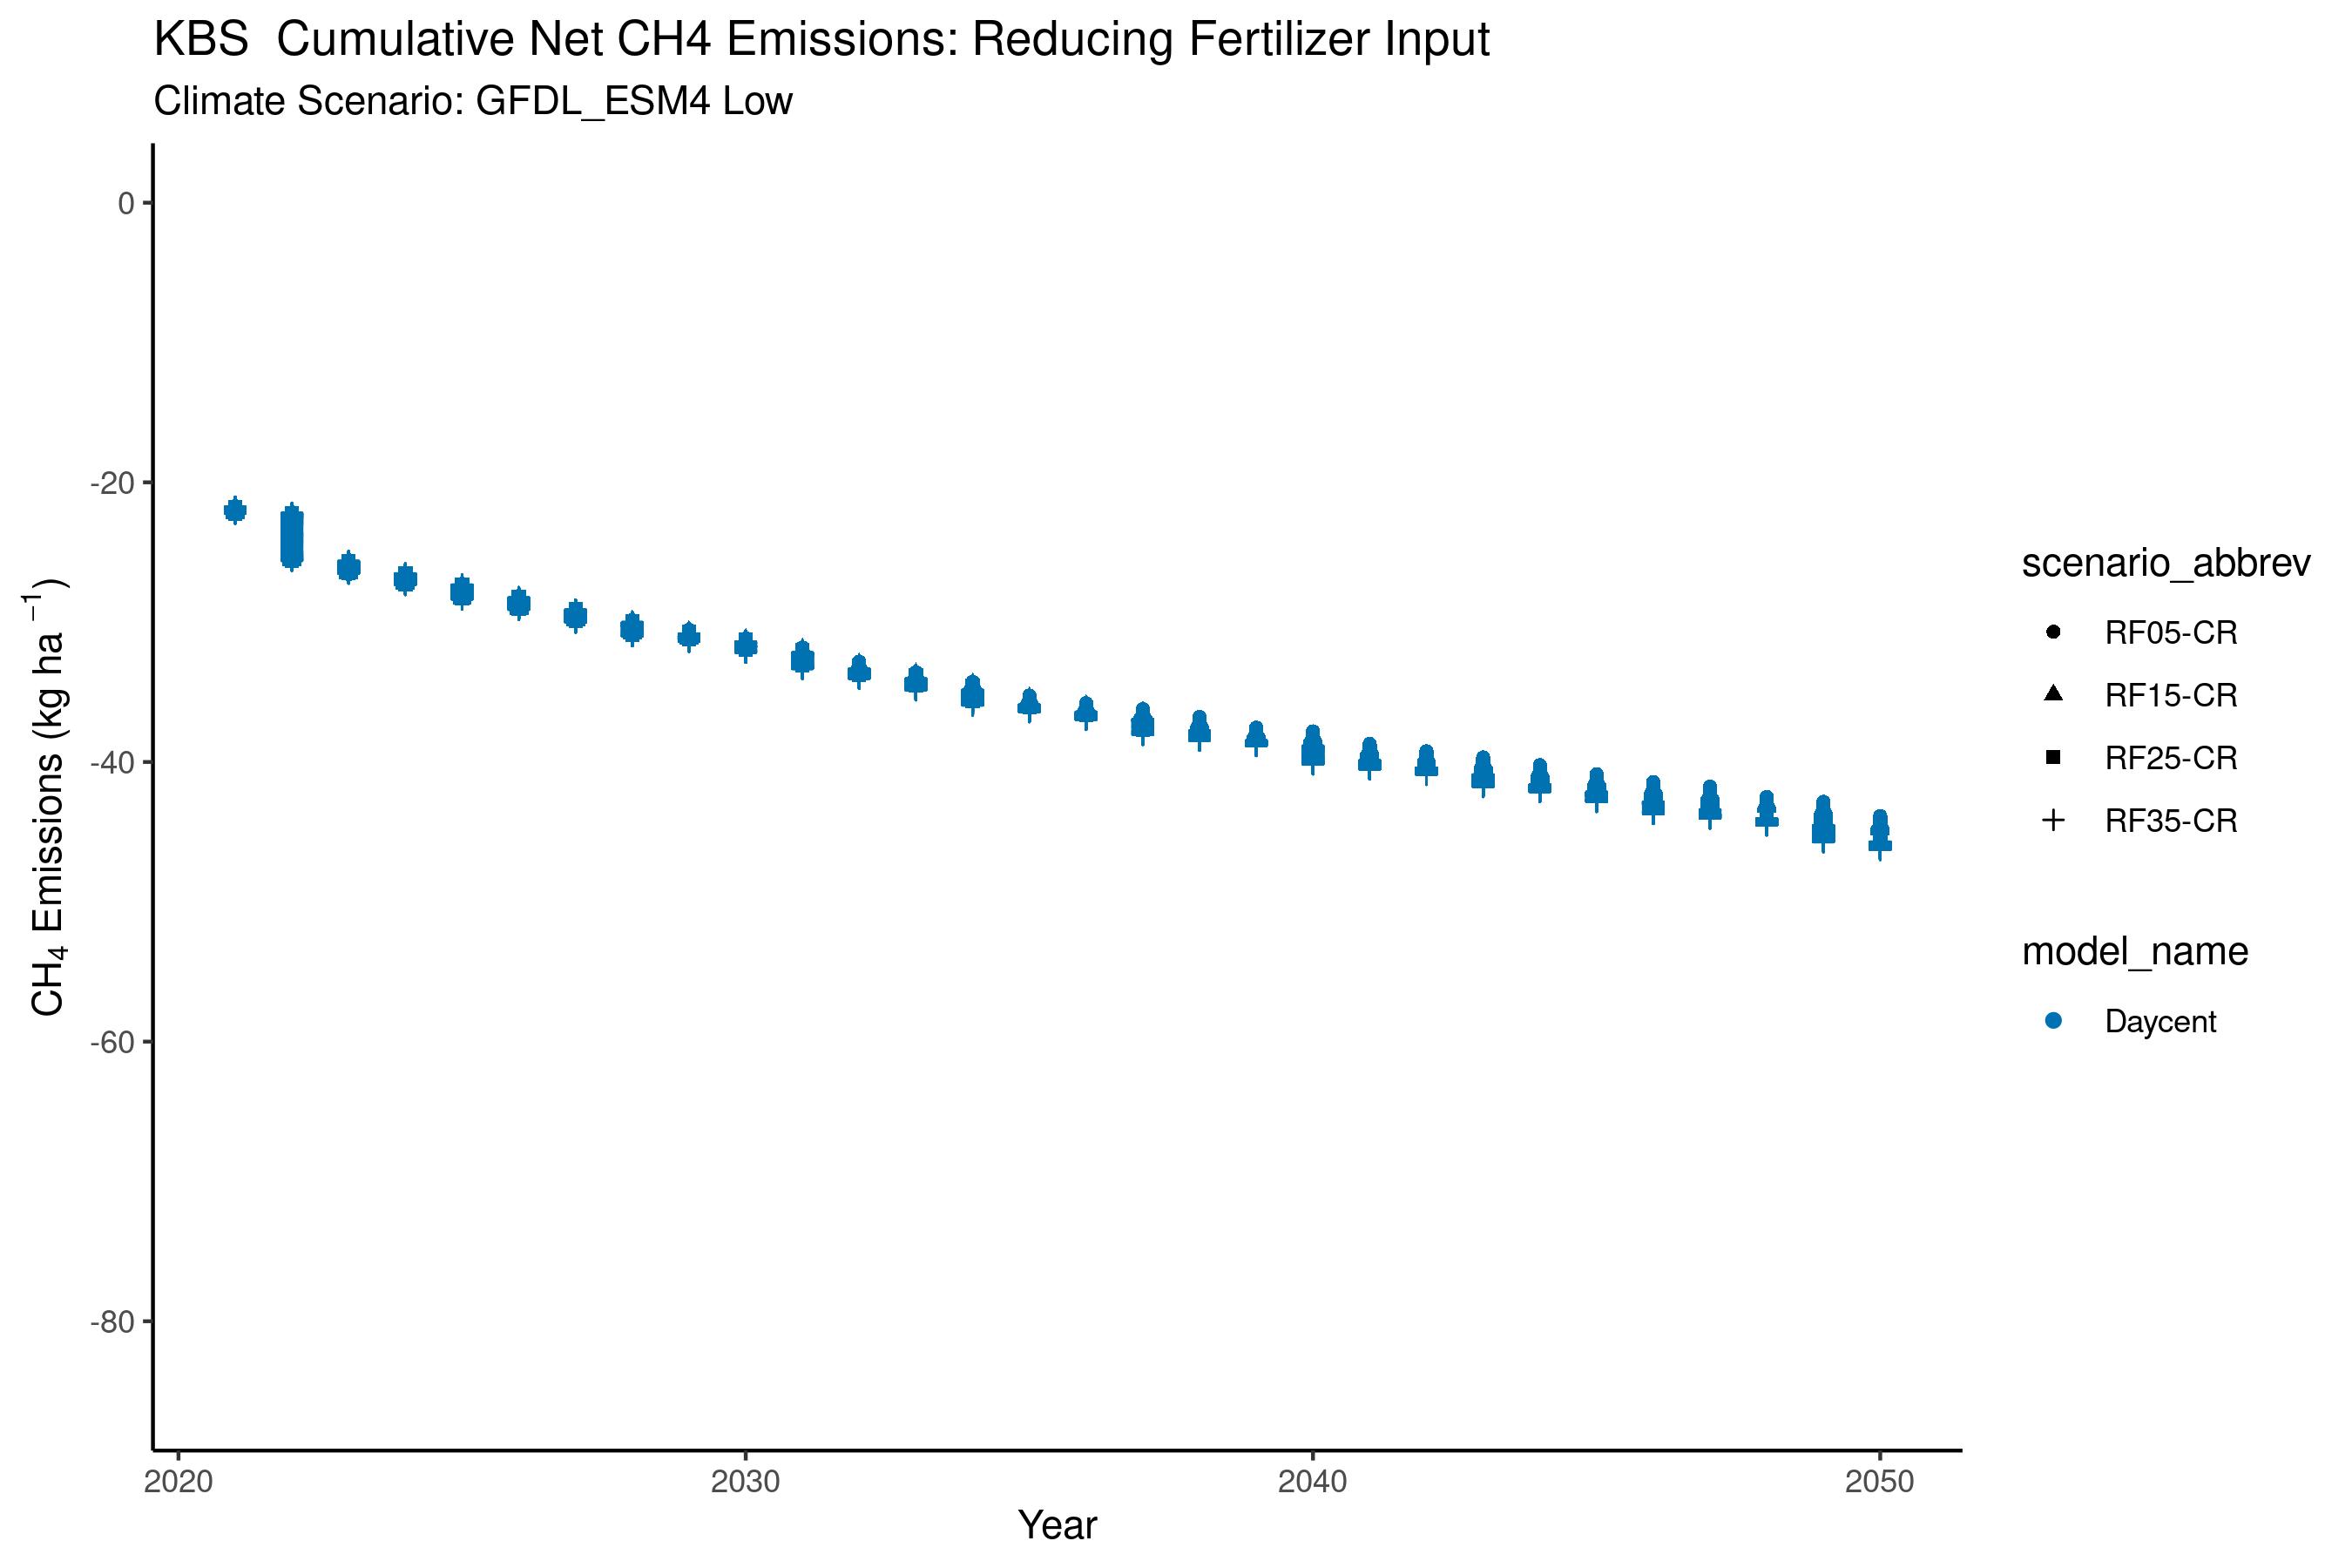 KBS  Cumulative Net CH4 Emissions: Reducing Fertilizer Input
Climate Scenario: GFDL_ESM4 Low
CH₄ Emissions (kg ha ⁻¹)
0
-20
-40
-60
-80
2020
2030
2040
2050
Year
scenario_abbrev
RF05-CR
RF15-CR
RF25-CR
RF35-CR
model_name
Daycent